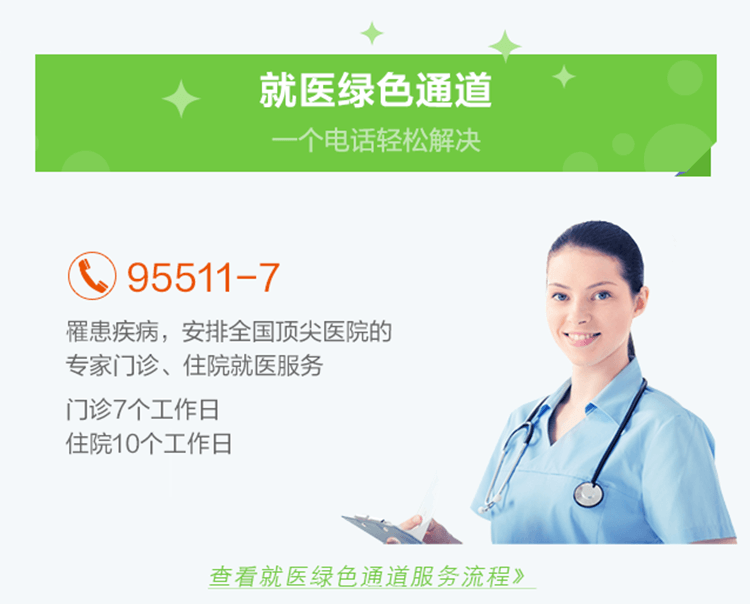 就医绿色通道
一个电话轻松解决
95511-7
罹患疾病，安排全国顶尖医院的
专家门诊、住院就医服务
门诊7个工作日
住院10个工作日
查看就医绿色通道服务流程》